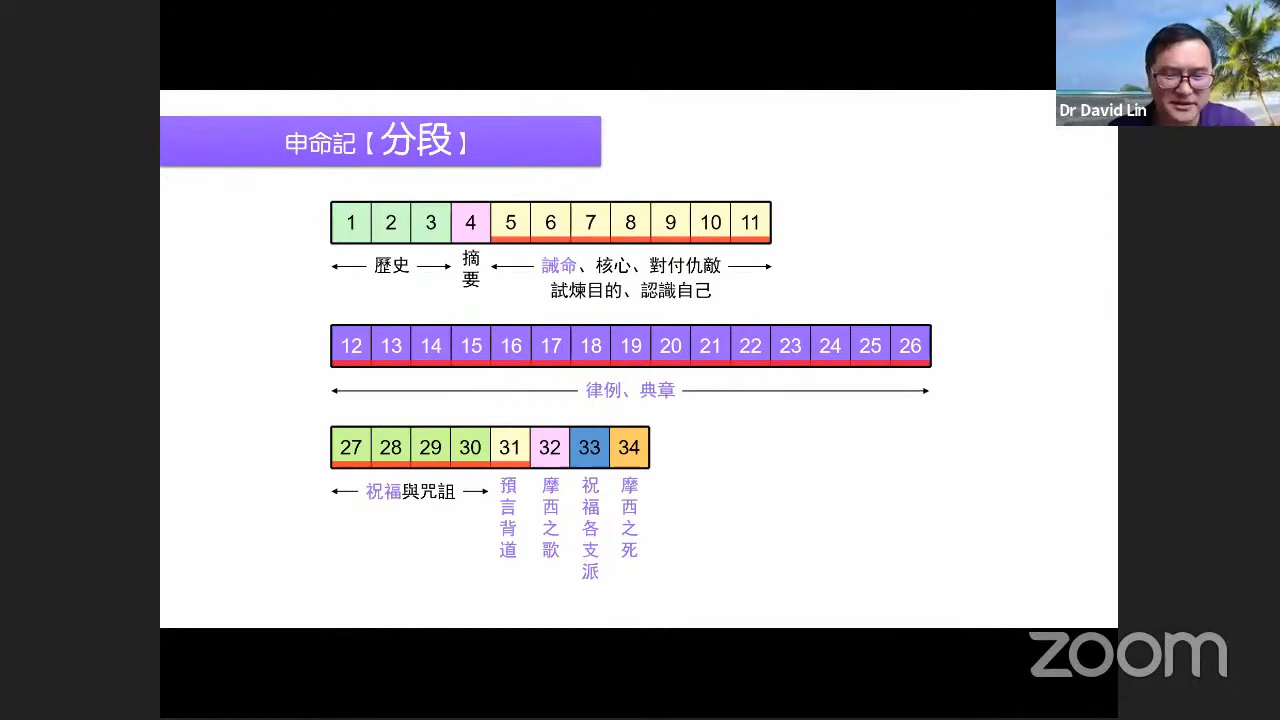 Dr David Lin
申命記【分段】
1 2 3 4 5 6 7 8 9 10 11
歷史
摘要
誡命、核心、對付仇敵
試煉目的、認識自己
12 13 14 15 16 17 18 19 20 21 22 23 24 25 26
律例、典章
27 28 29 30 31 32 33 34
祝福與咒詛
預言背道
摩西之歌
祝福各支派
摩西之死
zoom